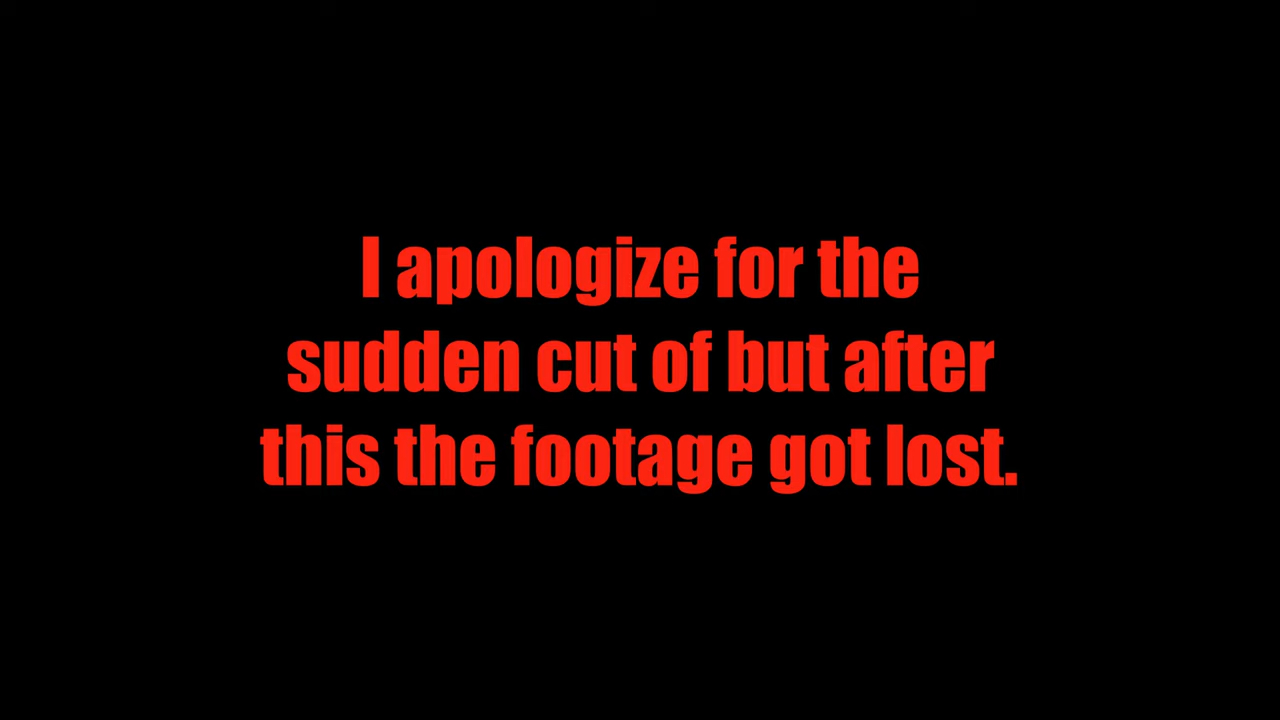 I apologize for the
sudden cut of but after
this the footage got lost.